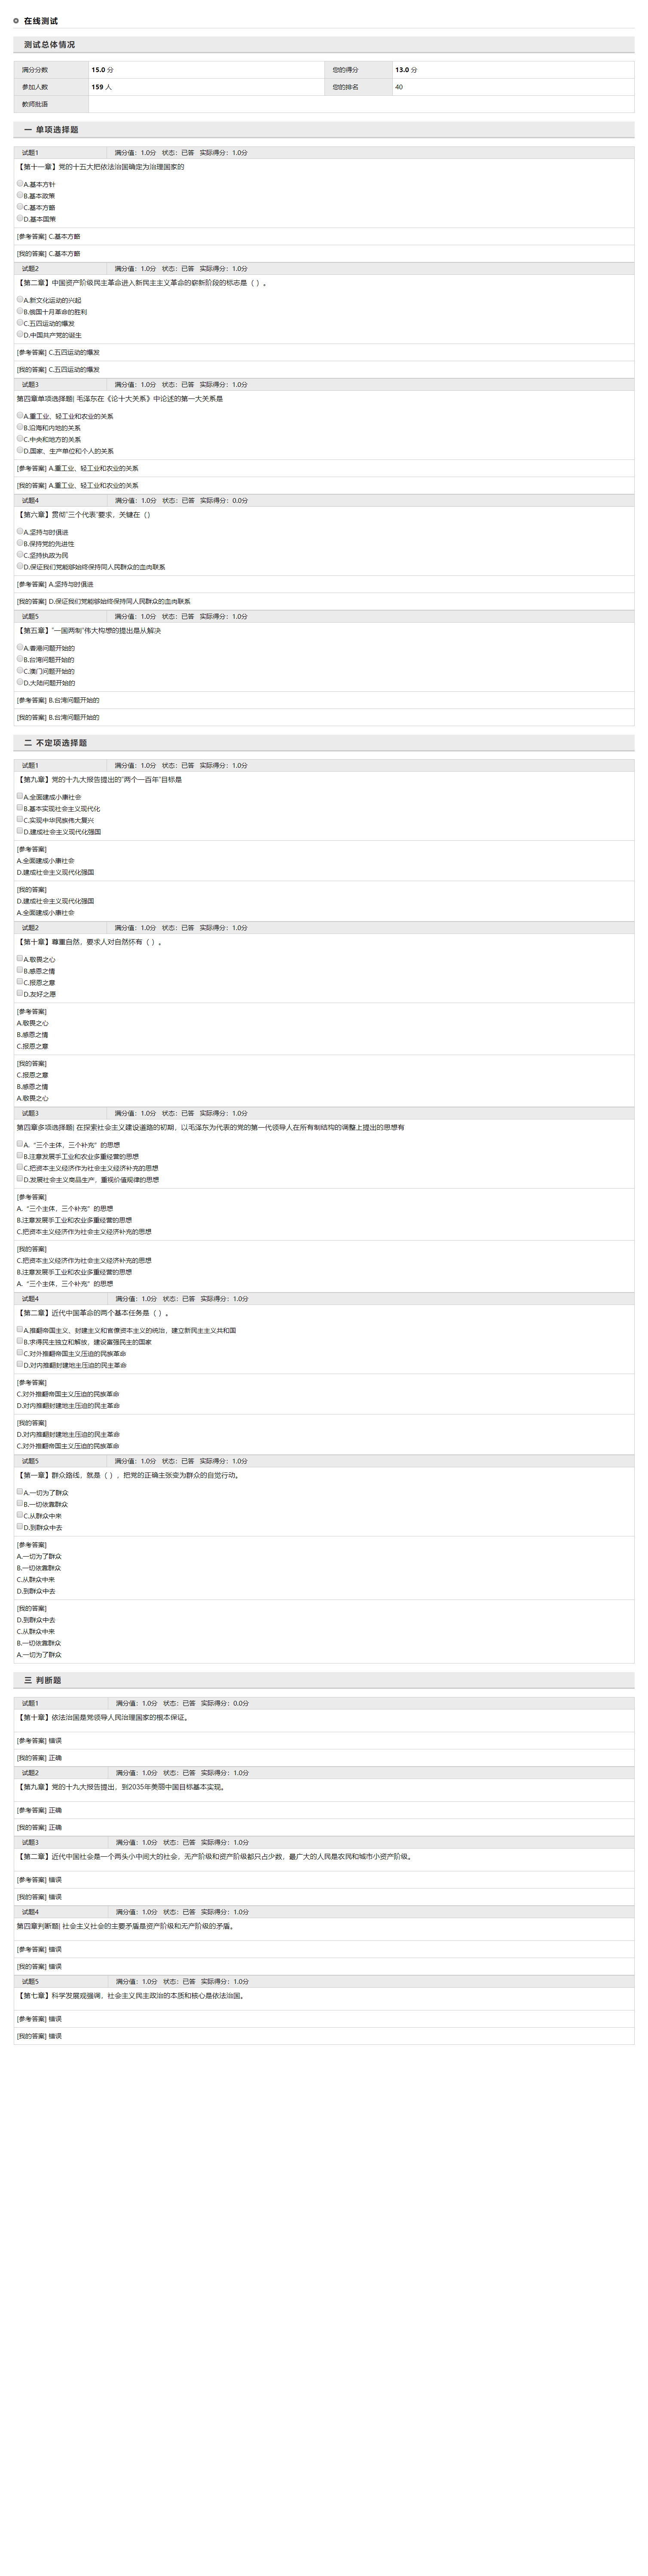 在线测试
测试总体情况
满分分数 15.0 分 您的得分 13.0 分
参加人数 159 人 您的排名 40
教师批语
一 单项选择题
试题1 满分值：1.0分 状态：已答 实际得分：1.0分
【第十一章】党的十五大把依法治国确定为治理国家的
A.基本方针
B.基本政策
C.基本方略
D.基本国策
[参考答案] C.基本方略
[我的答案] C.基本方略
试题2 满分值：1.0分 状态：已答 实际得分：1.0分
【第二章】中国资产阶级民主革命进入新民主主义革命的崭新阶段的标志是（ ）。
A.新文化运动的兴起
B.俄国十月革命的胜利
C.五四运动的爆发
D.中国共产党的诞生
[参考答案] C.五四运动的爆发
[我的答案] C.五四运动的爆发
试题3 满分值：1.0分 状态：已答 实际得分：1.0分
第四章单项选择题| 毛泽东在《论十大关系》中论述的第一大关系是
A.重工业、轻工业和农业的关系
B.沿海和内地的关系
C.中央和地方的关系
D.国家、生产单位和个人的关系
[参考答案] A.重工业、轻工业和农业的关系
[我的答案] A.重工业、轻工业和农业的关系
试题4 满分值：1.0分 状态：已答 实际得分：0.0分
【第六章】贯彻“三个代表”要求，关键在（）
A.坚持与时俱进
B.保持党的先进性
C.坚持执政为民
D.保证我们党能够始终保持同人民群众的血肉联系
[参考答案] A.坚持与时俱进
[我的答案] D.保证我们党能够始终保持同人民群众的血肉联系
试题5 满分值：1.0分 状态：已答 实际得分：1.0分
【第五章】“一国两制”伟大构想的提出是从解决
A.香港问题开始的
B.台湾问题开始的
C.澳门问题开始的
D.大陆问题开始的
[参考答案] B.台湾问题开始的
[我的答案] B.台湾问题开始的
二 不定项选择题
试题1 满分值：1.0分 状态：已答 实际得分：1.0分
【第九章】党的十九大报告提出的“两个一百年”目标是
A.全面建成小康社会
B.基本实现社会主义现代化
C.实现中华民族伟大复兴
D.建成社会主义现代化强国
[参考答案]
A.全面建成小康社会
D.建成社会主义现代化强国
[我的答案]
D.建成社会主义现代化强国
A.全面建成小康社会
试题2 满分值：1.0分 状态：已答 实际得分：1.0分
【第十章】尊重自然，要求人对自然怀有（ ）。
A.敬畏之心
B.感恩之情
C.报恩之意
D.友好之愿
[参考答案]
A.敬畏之心
B.感恩之情
C.报恩之意
[我的答案]
C.报恩之意
B.感恩之情
A.敬畏之心
试题3 满分值：1.0分 状态：已答 实际得分：1.0分
第四章多项选择题| 在探索社会主义建设道路的初期，以毛泽东为代表的党的第一代领导人在所有制结构的调整上提出的思想有
A.“三个主体，三个补充”的思想
B.注意发展手工业和农业多重经营的思想
C.把资本主义经济作为社会主义经济补充的思想
D.发展社会主义商品生产，重视价值规律的思想
[参考答案]
A.“三个主体，三个补充”的思想
B.注意发展手工业和农业多重经营的思想
C.把资本主义经济作为社会主义经济补充的思想
[我的答案]
C.把资本主义经济作为社会主义经济补充的思想
B.注意发展手工业和农业多重经营的思想
A.“三个主体，三个补充”的思想
试题4 满分值：1.0分 状态：已答 实际得分：1.0分
【第二章】近代中国革命的两个基本任务是（ ）。
A.推翻帝国主义、封建主义和官僚资本主义的统治，建立新民主主义共和国
B.求得民主独立和解放，建设富强民主的国家
C.对外推翻帝国主义压迫的民族革命
D.对内推翻封建地主压迫的民主革命
[参考答案]
C.对外推翻帝国主义压迫的民族革命
D.对内推翻封建地主压迫的民主革命
[我的答案]
D.对内推翻封建地主压迫的民主革命
C.对外推翻帝国主义压迫的民族革命
试题5 满分值：1.0分 状态：已答 实际得分：1.0分
【第一章】群众路线，就是（ ），把党的正确主张变为群众的自觉行动。
A.一切为了群众
B.一切依靠群众
C.从群众中来
D.到群众中去
[参考答案]
A.一切为了群众
B.一切依靠群众
C.从群众中来
D.到群众中去
[我的答案]
D.到群众中去
C.从群众中来
B.一切依靠群众
A.一切为了群众
三 判断题
试题1 满分值：1.0分 状态：已答 实际得分：0.0分
【第十章】依法治国是党领导人民治理国家的根本保证。
[参考答案] 错误
[我的答案] 正确
试题2 满分值：1.0分 状态：已答 实际得分：1.0分
【第九章】党的十九大报告提出，到2035年美丽中国目标基本实现。
[参考答案] 正确
[我的答案] 正确
试题3 满分值：1.0分 状态：已答 实际得分：1.0分
【第二章】近代中国社会是一个两头小中间大的社会，无产阶级和资产阶级都只占少数，最广大的人民是农民和城市小资产阶级。
[参考答案] 错误
[我的答案] 错误
试题4 满分值：1.0分 状态：已答 实际得分：1.0分
第四章判断题| 社会主义社会的主要矛盾是资产阶级和无产阶级的矛盾。
[参考答案] 错误
[我的答案] 错误
试题5 满分值：1.0分 状态：已答 实际得分：1.0分
【第七章】科学发展观强调，社会主义民主政治的本质和核心是依法治国。
[参考答案] 错误
[我的答案] 错误